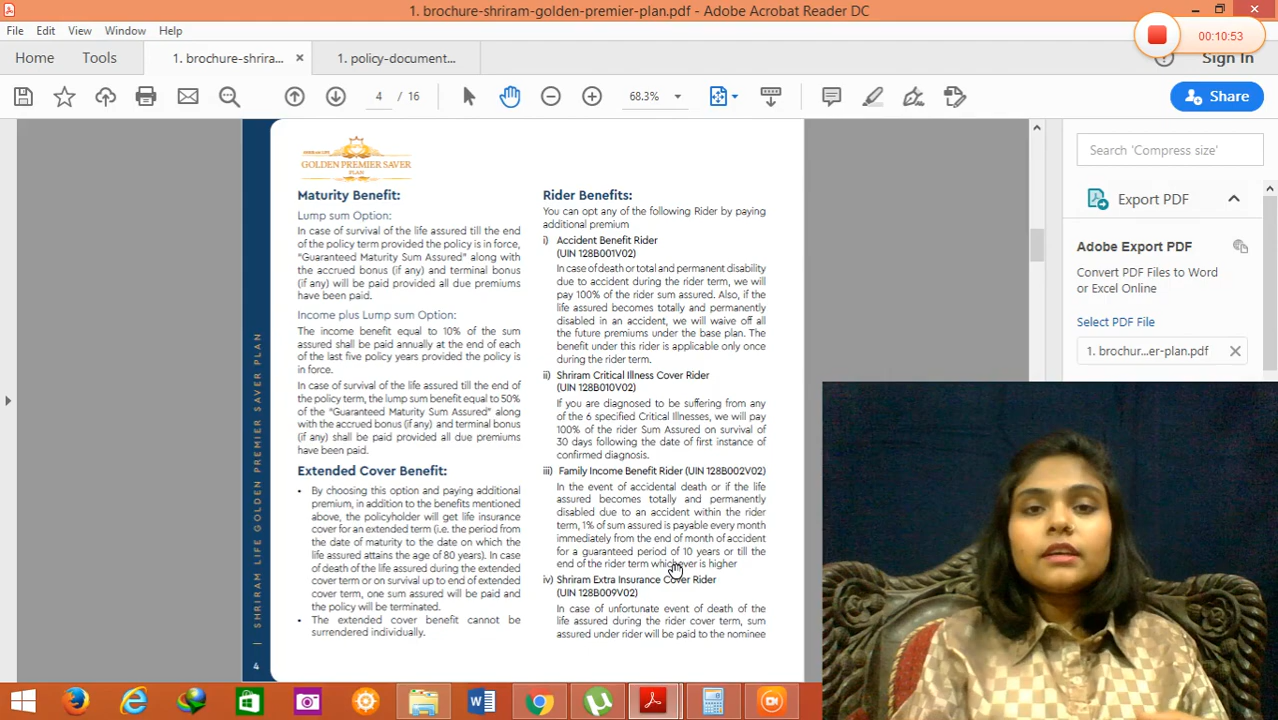 1. brochure-shriram-golden-premier-plan.pdf - Adobe Acrobat Reader DC
File Edit View Window Help
00:10:53
Home Tools 1. brochure-shrira... × 1. policy-document... Sign In
4 / 16 68.3% Share
GOLDEN PREMIER SAVER
PLAN
Maturity Benefit:
Lump sum Option:
In case of survival of the life assured till the end
of the policy term provided the policy is in force,
“Guaranteed Maturity Sum Assured” along with
the accrued bonus (if any) and terminal bonus
(if any) will be paid provided all due premiums
have been paid.
Income plus Lump sum Option:
The income benefit equal to 10% of the sum
assured shall be paid annually at the end of each
of the last five policy years provided the policy is
in force.
In case of survival of the life assured till the end of
the policy term, the lump sum benefit equal to 50%
of the “Guaranteed Maturity Sum Assured” along
with the accrued bonus (if any) and terminal bonus
(if any) shall be paid provided all due premiums
have been paid.
Extended Cover Benefit:
• By choosing this option and paying additional
premium, in addition to the benefits mentioned
above, the policyholder will get life insurance
cover for an extended term (i.e. the period from
the date of maturity to the date on which the
life assured attains the age of 80 years). In case
of death of the life assured during the extended
cover term or on survival up to end of extended
cover term, one sum assured will be paid and
the policy will be terminated.
• The extended cover benefit cannot be
surrendered individually.
Rider Benefits:
You can opt any of the following Rider by paying
additional premium
i) Accident Benefit Rider
(UIN 128B001V02)
In case of death or total and permanent disability
due to accident during the rider term, we will
pay 100% of the rider sum assured. Also, if the
life assured becomes totally and permanently
disabled in an accident, we will waive off all
the future premiums under the base plan. The
benefit under this rider is applicable only once
during the rider term.
ii) Shriram Critical Illness Cover Rider
(UIN 128B010V02)
If you are diagnosed to be suffering from any
of the 6 specified Critical Illnesses, we will pay
100% of the rider Sum Assured on survival of
30 days following the date of first instance of
confirmed diagnosis.
iii) Family Income Benefit Rider (UIN 128B002V02)
In the event of accidental death or if the life
assured becomes totally and permanently
disabled due to an accident within the rider
term, 1% of sum assured is payable every month
immediately from the end of month of accident
for a guaranteed period of 10 years or till the
end of the rider term whichever is higher
iv) Shriram Extra Insurance Cover Rider
(UIN 128B009V02)
In case of unfortunate event of death of the
life assured during the rider cover term, sum
assured under rider will be paid to the nominee
| SHRIRAM LIFE GOLDEN PREMIER SAVER PLAN
4
Search 'Compress size'
Export PDF
Adobe Export PDF
Convert PDF Files to Word
or Excel Online
Select PDF File
1. brochur...er-plan.pdf ×